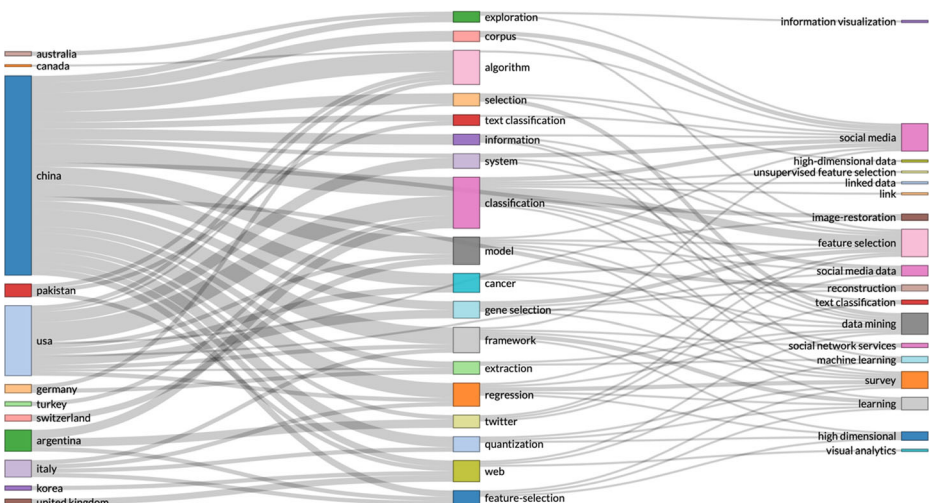 australia
canada
china
pakistan
usa
germany
turkey
switzerland
argentina
italy
korea
united kingdom
exploration
corpus
algorithm
selection
text classification
information
system
classification
model
cancer
gene selection
framework
extraction
regression
twitter
quantization
web
feature-selection
information visualization
social media
high-dimensional data
unsupervised feature selection
linked data
link
image-restoration
feature selection
social media data
reconstruction
text classification
data mining
social network services
machine learning
survey
learning
high dimensional
visual analytics